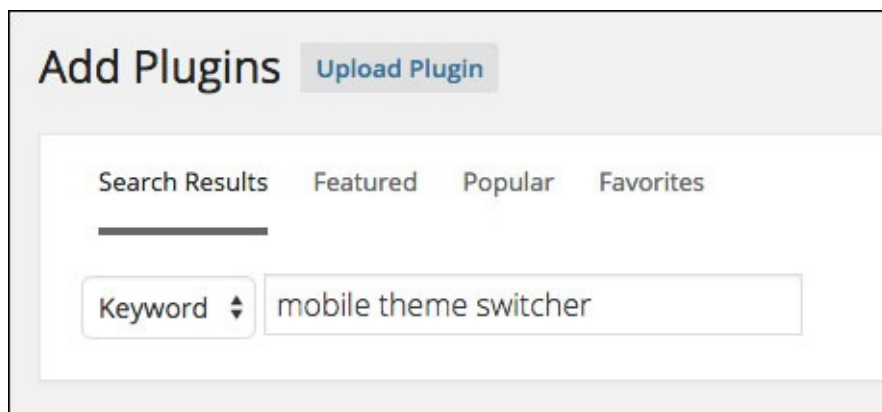 Add Plugins Upload Plugin
Search Results Featured Popular Favorites
Keyword mobile theme switcher